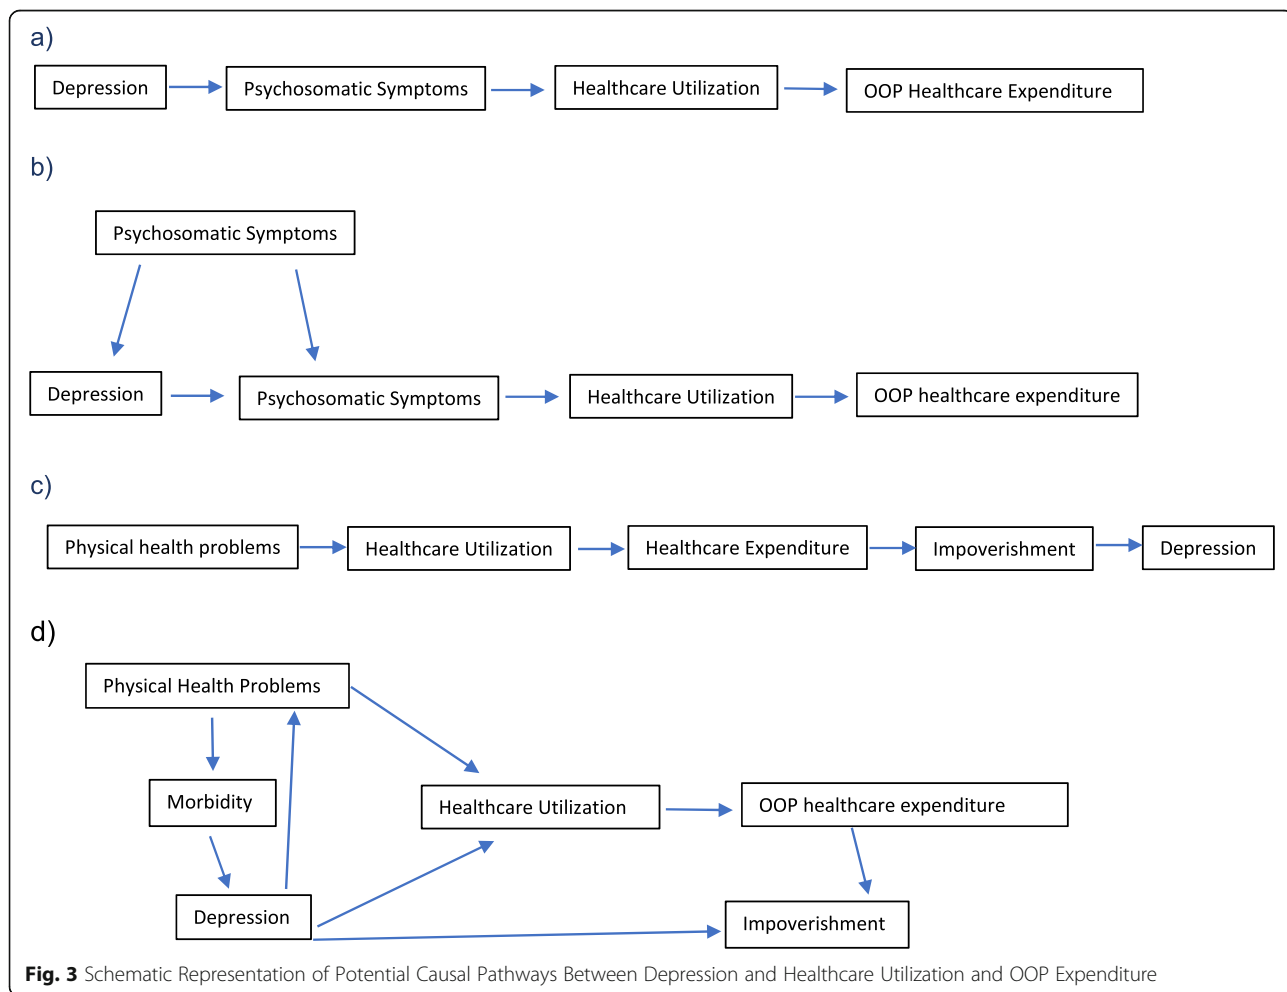 a)
Depression
Psychosomatic Symptoms
Healthcare Utilization
OOP Healthcare Expenditure
b)
Psychosomatic Symptoms
Depression
Psychosomatic Symptoms
Healthcare Utilization
OOP healthcare expenditure
c)
Physical health problems
Healthcare Utilization
Healthcare Expenditure
Impoverishment
Depression
d)
Physical Health Problems
Morbidity
Healthcare Utilization
OOP healthcare expenditure
Depression
Impoverishment
Fig. 3 Schematic Representation of Potential Causal Pathways Between Depression and Healthcare Utilization and OOP Expenditure